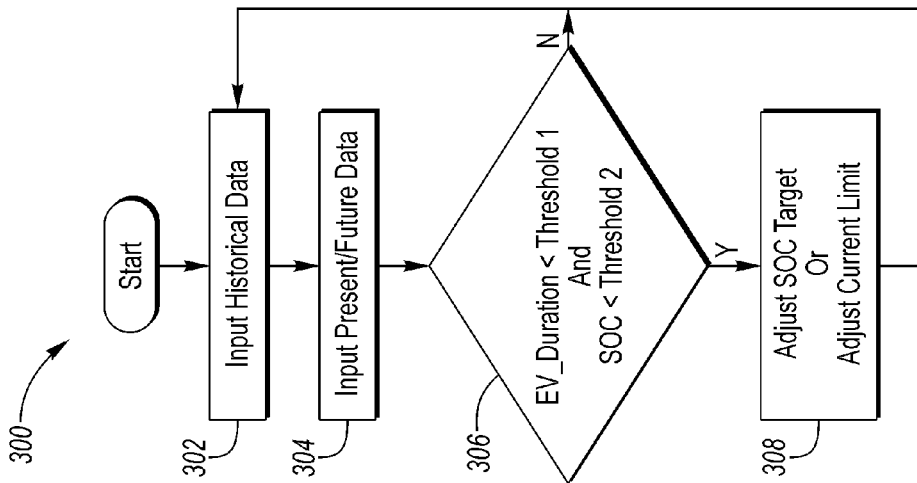 300
Start
302
Input Historical Data
304
Input Present/Future Data
306
EV_Duration < Threshold 1
And
SOC < Threshold 2
N
Y
308
Adjust SOC Target
Or
Adjust Current Limit